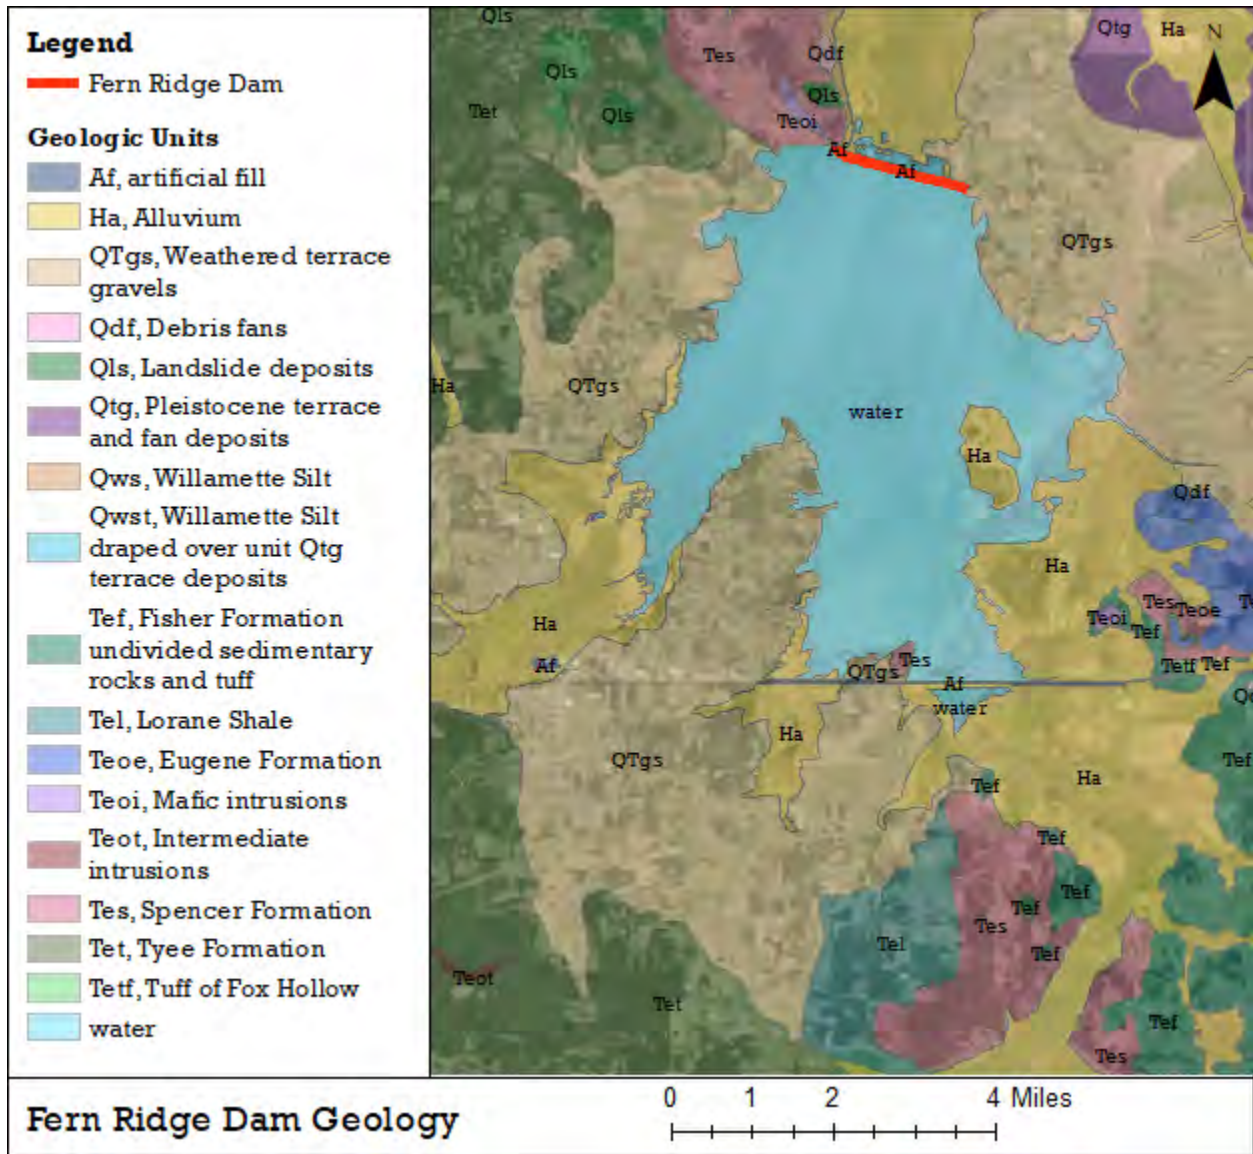 Legend
Fern Ridge Dam
Geologic Units
Af, artificial fill
Ha, Alluvium
QTgs, Weathered terrace
gravels
Qdf, Debris fans
Qls, Landslide deposits
Qtg, Pleistocene terrace
and fan deposits
Qws, Willamette Silt
Qwst, Willamette Silt
draped over unit Qtg
terrace deposits
Tef, Fisher Formation
undivided sedimentary
rocks and tuff
Tel, Lorane Shale
Teoe, Eugene Formation
Teoi, Mafic intrusions
Teot, Intermediate
intrusions
Tes, Spencer Formation
Tet, Tyee Formation
Tetf, Tuff of Fox Hollow
water
Qls
Tes
Qdf
Qtg
Ha
N
Qls
Qls
Tet
Qls
Teoi
Af
Af
QTgs
Ha
QTgs
water
Ha
Qdf
Ha
Ha
Tes
Teoe
Teoi
Tef
Af
QTgs
Tes
Tetf
Tef
Af
water
QTgs
Ha
Tef
Ha
Tef
Tef
Tef
Tef
Tes
Tel
Tef
Teot
Tet
Tef
Tes
Fern Ridge Dam Geology
0 1 2 4 Miles